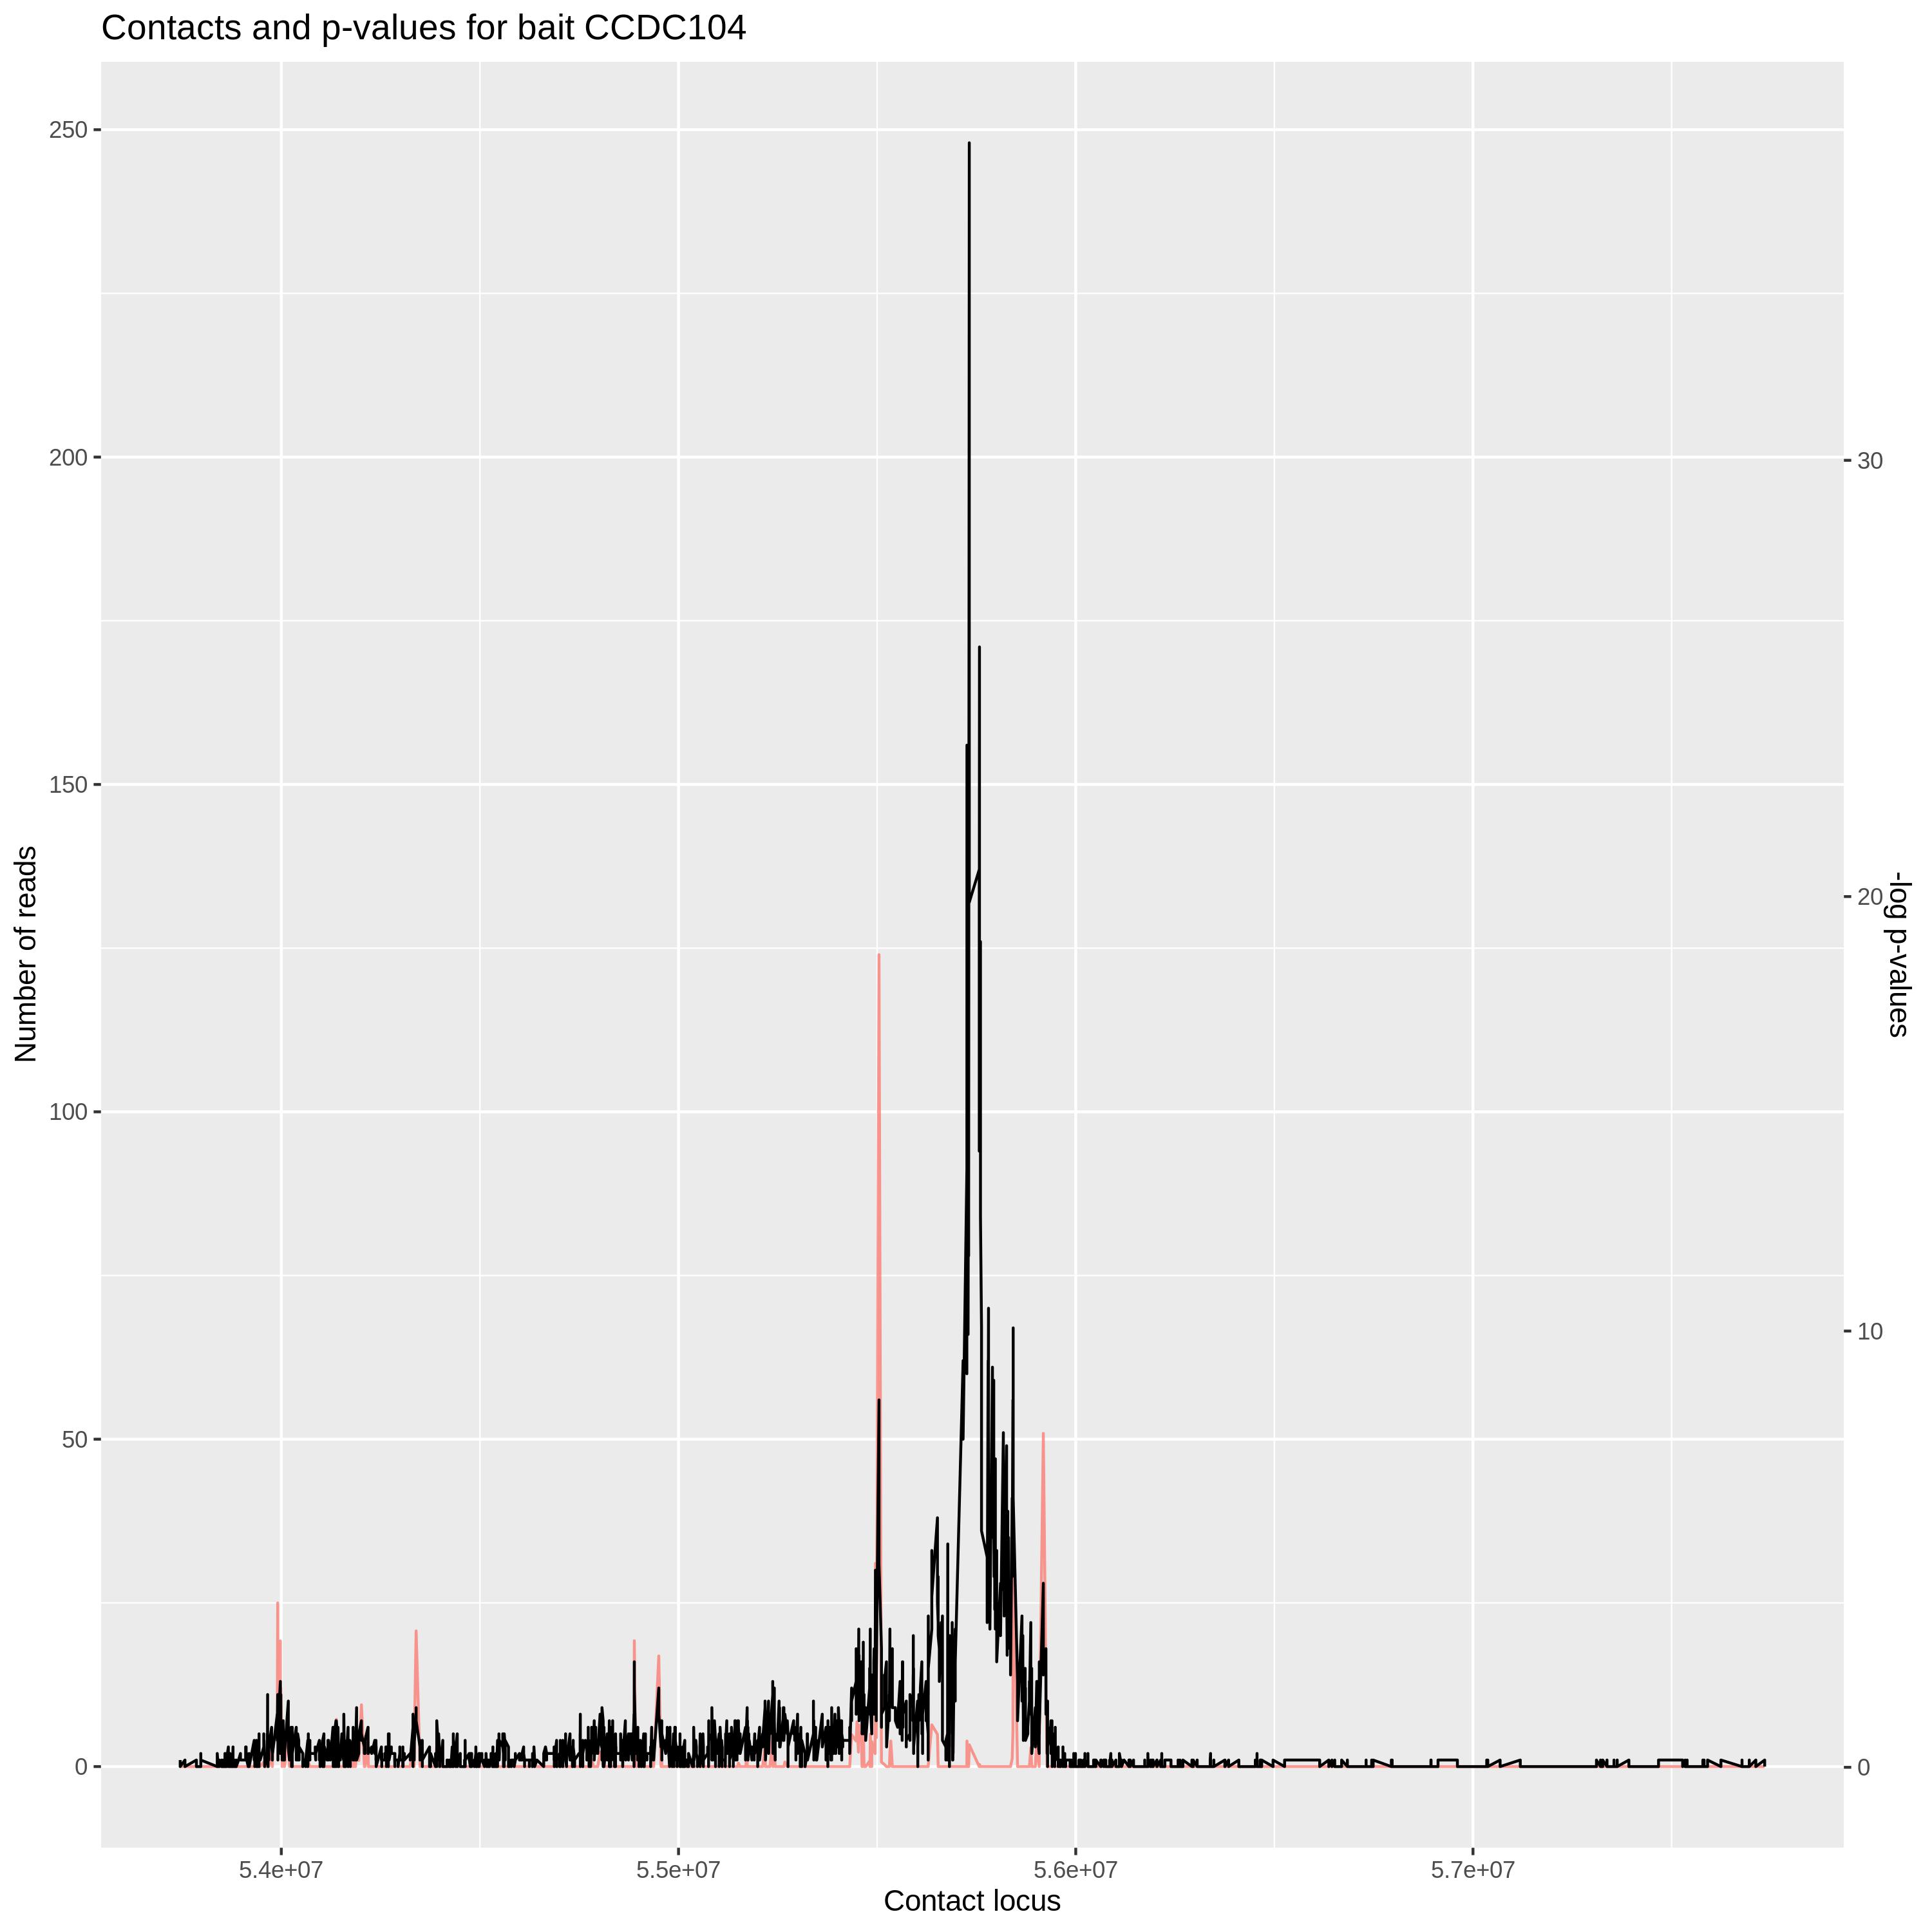 Contacts and p-values for bait CCDC104
250
200
150
100
50
0
Number of reads
30
20
10
0
-log p-values
5.4e+07
5.5e+07
5.6e+07
5.7e+07
Contact locus